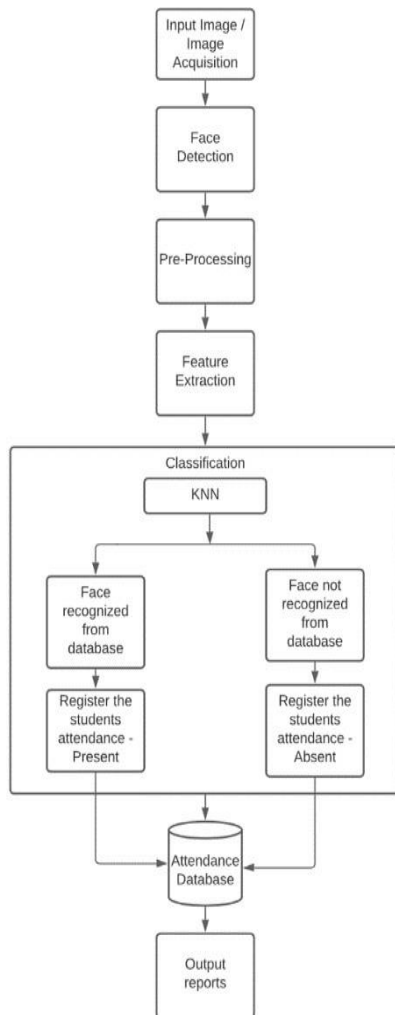 Input Image /
Image
Acquisition
Face
Detection
Pre-Processing
Feature
Extraction
Classification
KNN
Face
recognized
from
database
Face not
recognized
from
database
Register the
students
attendance -
Present
Register the
students
attendance -
Absent
Attendance
Database
Output
reports